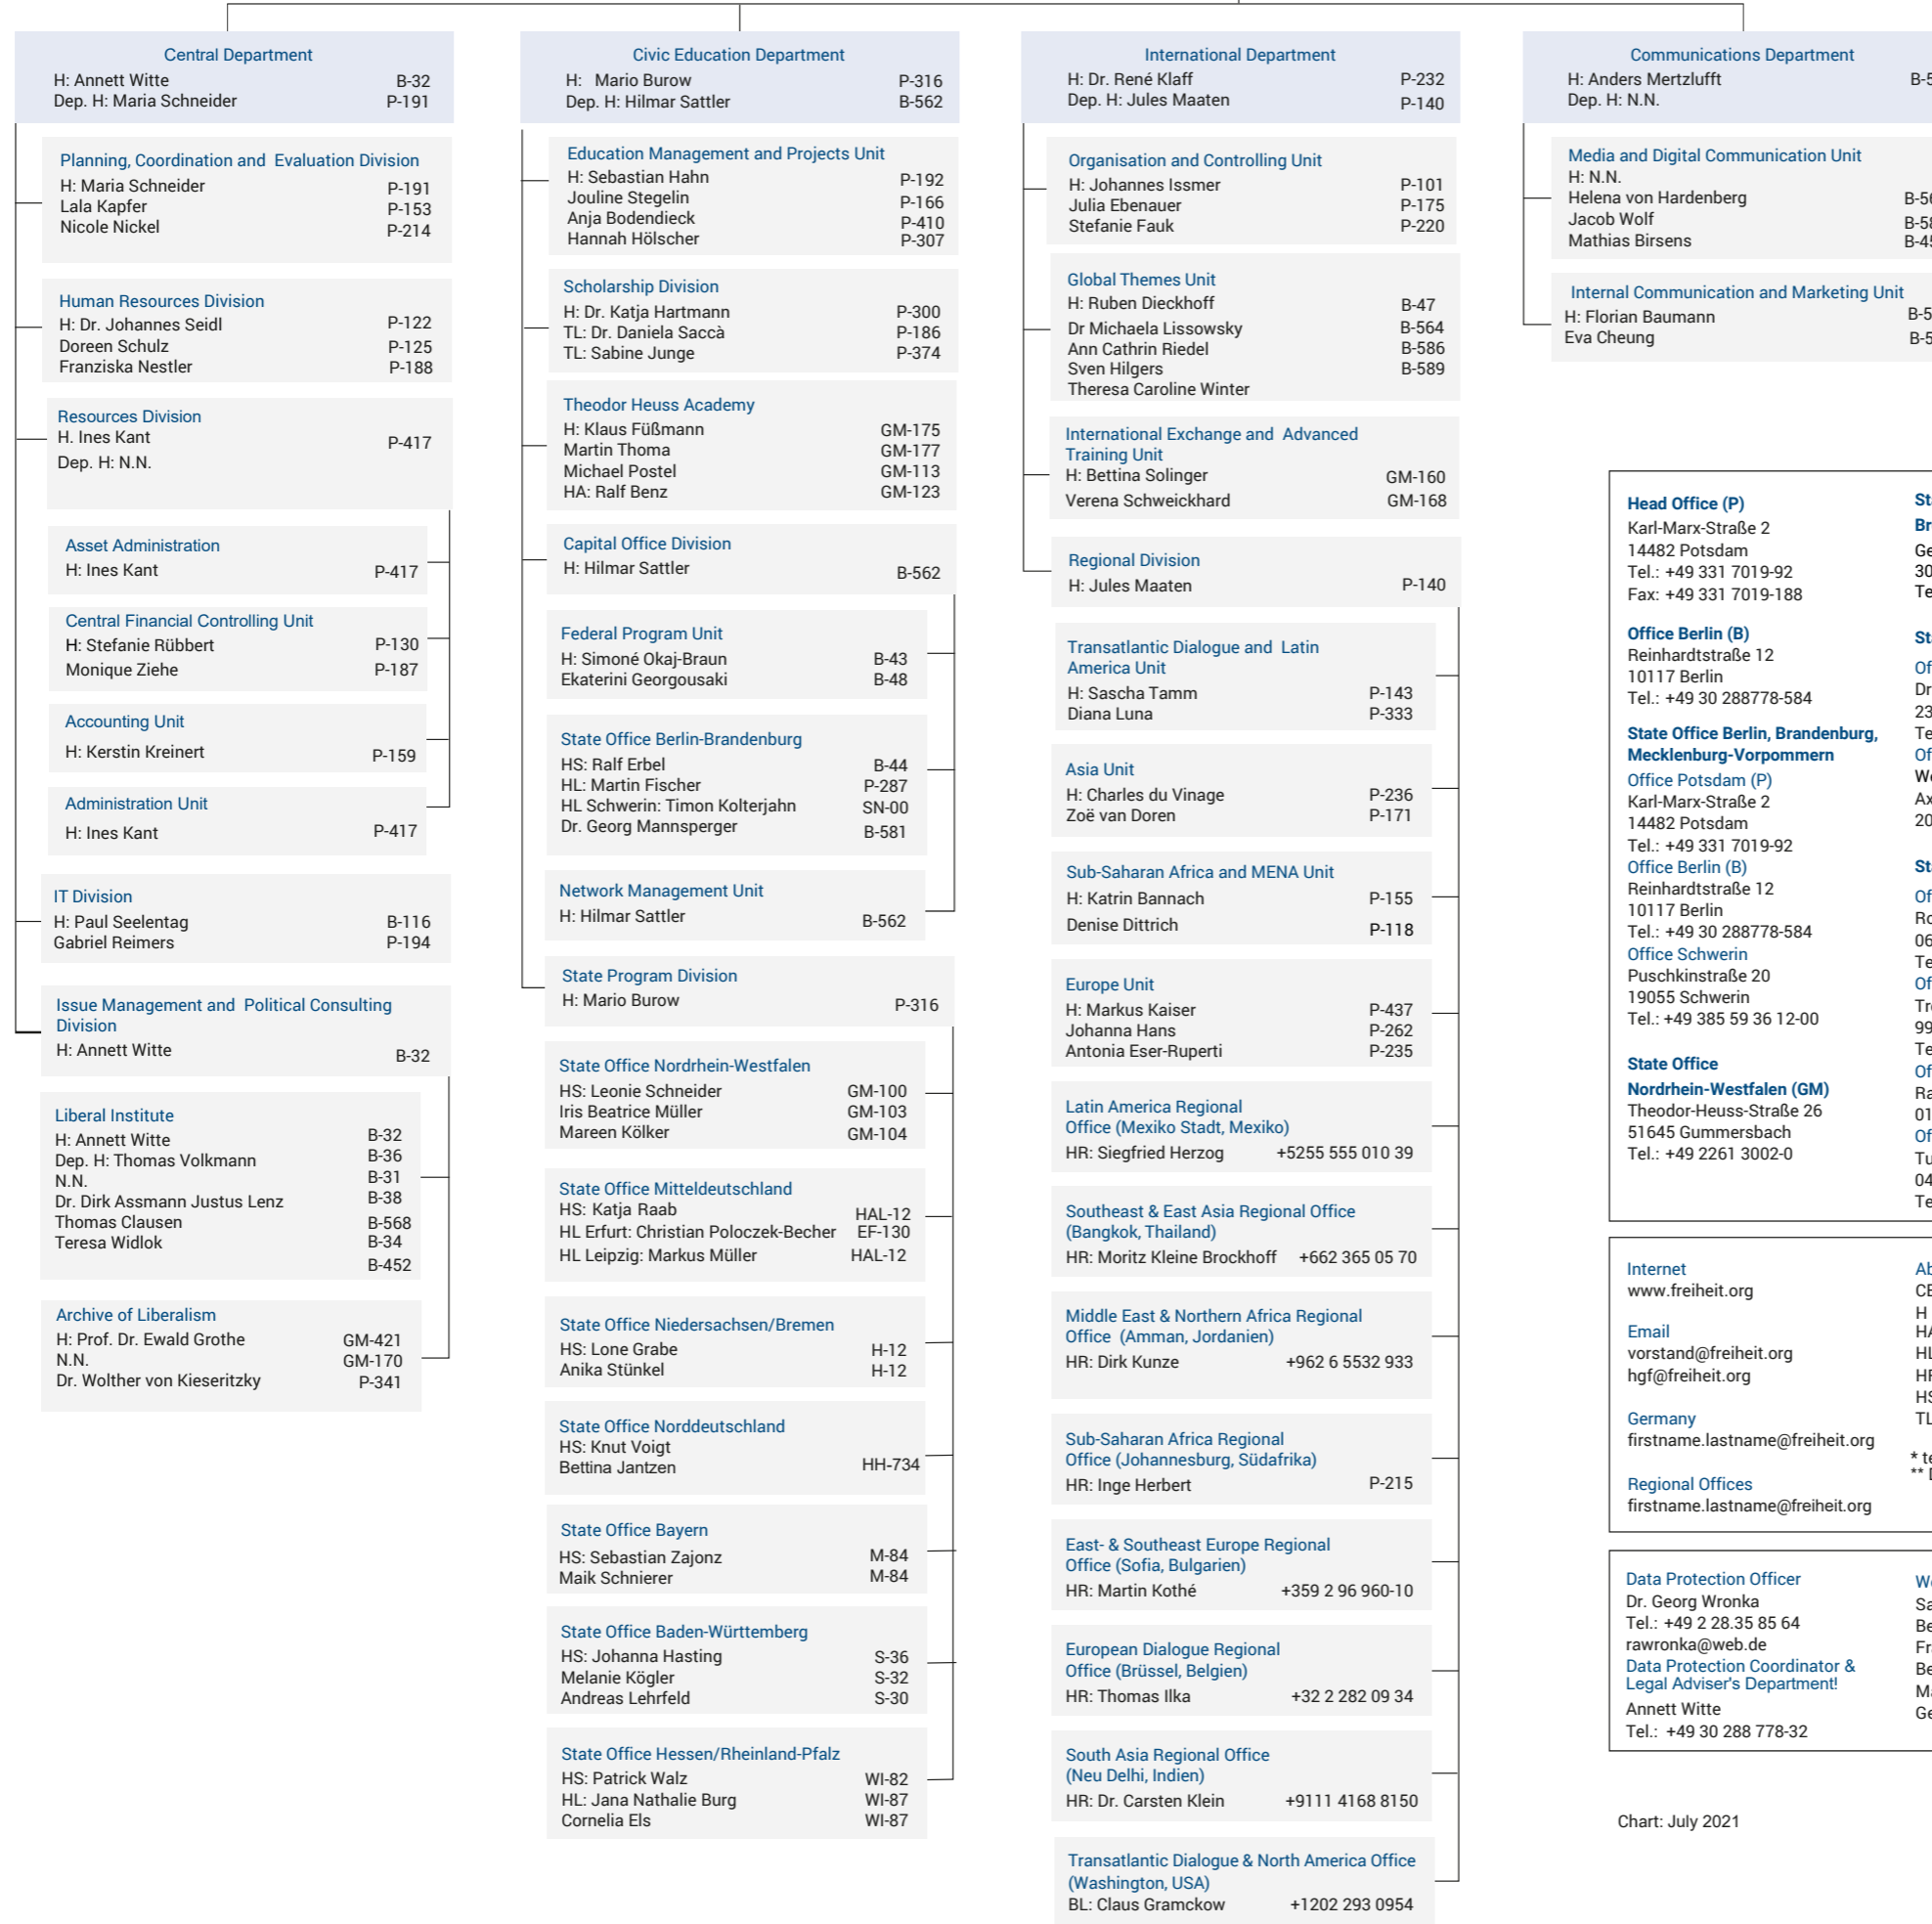 Central Department
H: Annett Witte B-32
Dep. H: Maria Schneider P-191
Planning, Coordination and Evaluation Division
H: Maria Schneider P-191
Lala Kapfer P-153
Nicole Nickel P-214
Human Resources Division
H: Dr. Johannes Seidl P-122
Doreen Schulz P-125
Franziska Nestler P-188
Resources Division
H. Ines Kant P-417
Dep. H: N.N.
Asset Administration
H: Ines Kant P-417
Central Financial Controlling Unit
H: Stefanie Rübbert P-130
Monique Ziehe P-187
Accounting Unit
H: Kerstin Kreinert P-159
Administration Unit
H: Ines Kant P-417
IT Division
H: Paul Seelentag B-116
Gabriel Reimers P-194
Issue Management and Political Consulting
Division
H: Annett Witte B-32
Liberal Institute
H: Annett Witte B-32
Dep. H: Thomas Volkmann B-36
N.N. B-31
Dr. Dirk Assmann Justus Lenz B-38
Thomas Clausen B-568
Teresa Widlok B-34
B-452
Archive of Liberalism
H: Prof. Dr. Ewald Grothe GM-421
N.N. GM-170
Dr. Wolther von Kieseritzky P-341
Civic Education Department
H: Mario Burow P-316
Dep. H: Hilmar Sattler B-562
Education Management and Projects Unit
H: Sebastian Hahn P-192
Jouline Stegelin P-166
Anja Bodendieck P-410
Hannah Hölscher P-307
Scholarship Division
H: Dr. Katja Hartmann P-300
TL: Dr. Daniela Saccà P-186
TL: Sabine Junge P-374
Theodor Heuss Academy
H: Klaus Füßmann GM-175
Martin Thoma GM-177
Michael Postel GM-113
HA: Ralf Benz GM-123
Capital Office Division
H: Hilmar Sattler B-562
Federal Program Unit
H: Simoné Okaj-Braun B-43
Ekaterini Georgousaki B-48
State Office Berlin-Brandenburg
HS: Ralf Erbel B-44
HL: Martin Fischer P-287
HL Schwerin: Timon Kolterjahn SN-00
Dr. Georg Mannsperger B-581
Network Management Unit
H: Hilmar Sattler B-562
State Program Division
H: Mario Burow P-316
State Office Nordrhein-Westfalen
HS: Leonie Schneider GM-100
Iris Beatrice Müller GM-103
Mareen Kölker GM-104
State Office Mitteldeutschland
HS: Katja Raab HAL-12
HL Erfurt: Christian Poloczek-Becher EF-130
HL Leipzig: Markus Müller HAL-12
State Office Niedersachsen/Bremen
HS: Lone Grabe H-12
Anika Stünkel H-12
State Office Norddeutschland
HS: Knut Voigt
Bettina Jantzen HH-734
State Office Bayern
HS: Sebastian Zajonz M-84
Maik Schnierer M-84
State Office Baden-Württemberg
HS: Johanna Hasting S-36
Melanie Kögler S-32
Andreas Lehrfeld S-30
State Office Hessen/Rheinland-Pfalz
HS: Patrick Walz WI-82
HL: Jana Nathalie Burg WI-87
Cornelia Els WI-87
International Department
H: Dr. René Klaff P-232
Dep. H: Jules Maaten P-140
Organisation and Controlling Unit
H: Johannes Issmer P-101
Julia Ebenauer P-175
Stefanie Fauk P-220
Global Themes Unit
H: Ruben Dieckhoff B-47
Dr Michaela Lissowsky B-564
Ann Cathrin Riedel B-586
Sven Hilgers B-589
Theresa Caroline Winter
International Exchange and Advanced
Training Unit
H: Bettina Solinger GM-160
Verena Schweickhard GM-168
Regional Division
H: Jules Maaten P-140
Transatlantic Dialogue and Latin
America Unit
H: Sascha Tamm P-143
Diana Luna P-333
Asia Unit
H: Charles du Vinage P-236
Zoë van Doren P-171
Sub-Saharan Africa and MENA Unit
H: Katrin Bannach P-155
Denise Dittrich P-118
Europe Unit
H: Markus Kaiser P-437
Johanna Hans P-262
Antonia Eser-Ruperti P-235
Latin America Regional
Office (Mexiko Stadt, Mexiko)
HR: Siegfried Herzog +5255 555 010 39
Southeast & East Asia Regional Office
(Bangkok, Thailand)
HR: Moritz Kleine Brockhoff +662 365 05 70
Middle East & Northern Africa Regional
Office (Amman, Jordanien)
HR: Dirk Kunze +962 6 5532 933
Sub-Saharan Africa Regional
Office (Johannesburg, Südafrika)
HR: Inge Herbert P-215
East- & Southeast Europe Regional
Office (Sofia, Bulgarien)
HR: Martin Kothé +359 2 96 960-10
European Dialogue Regional
Office (Brüssel, Belgien)
HR: Thomas Ilka +32 2 282 09 34
South Asia Regional Office
(Neu Delhi, Indien)
HR: Dr. Carsten Klein +9111 4168 8150
Transatlantic Dialogue & North America Office
(Washington, USA)
BL: Claus Gramckow +1202 293 0954
Communications Department
H: Anders Mertzlufft
Dep. H: N.N.
Media and Digital Communication Unit
H: N.N.
Helena von Hardenberg
Jacob Wolf
Mathias Birsens
Internal Communication and Marketing Unit
H: Florian Baumann
Eva Cheung
Head Office (P)
Karl-Marx-Straße 2
14482 Potsdam
Tel.: +49 331 7019-92
Fax: +49 331 7019-188
Office Berlin (B)
Reinhardtstraße 12
10117 Berlin
Tel.: +49 30 288778-584
State Office Berlin, Brandenburg,
Mecklenburg-Vorpommern
Office Potsdam (P)
Karl-Marx-Straße 2
14482 Potsdam
Tel.: +49 331 7019-92
Office Berlin (B)
Reinhardtstraße 12
10117 Berlin
Tel.: +49 30 288778-584
Office Schwerin
Puschkinstraße 20
19055 Schwerin
Tel.: +49 385 59 36 12-00
State Office
Nordrhein-Westfalen (GM)
Theodor-Heuss-Straße 26
51645 Gummersbach
Tel.: +49 2261 3002-0
Internet
www.freiheit.org
Email
vorstand@freiheit.org
hgf@freiheit.org
Germany
firstname.lastname@freiheit.org
Regional Offices
firstname.lastname@freiheit.org
Data Protection Officer
Dr. Georg Wronka
Tel.: +49 2 28.35 85 64
rawronka@web.de
Data Protection Coordinator &
Legal Adviser's Department!
Annett Witte
Tel.: +49 30 288 778-32
Chart: July 2021